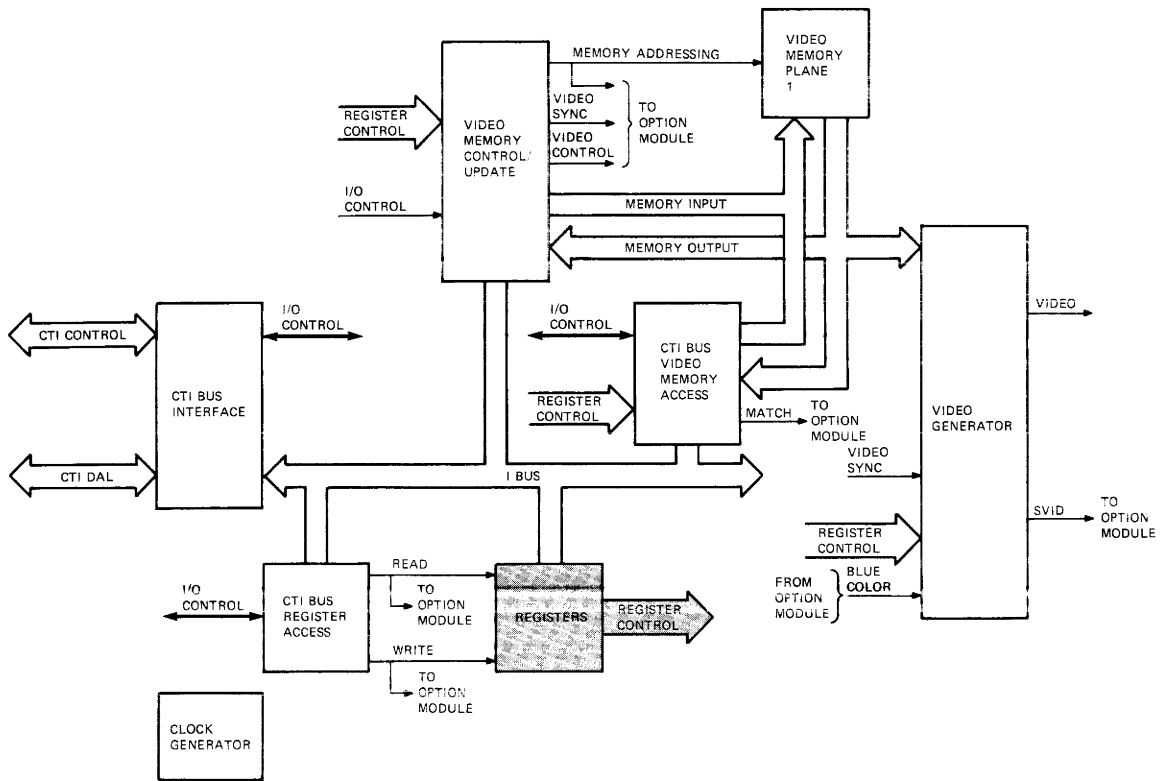 VIDEO
MEMORY
PLANE
1
MEMORY ADDRESSING
VIDEO
SYNC
VIDEO
CONTROL
TO
OPTION
MODULE
REGISTER
CONTROL
VIDEO
MEMORY
CONTROL/
UPDATE
I/O
CONTROL
MEMORY INPUT
MEMORY OUTPUT
CTI CONTROL
I/O
CONTROL
CTI BUS
INTERFACE
CTI DAL
I/O
CONTROL
CTI BUS
VIDEO
MEMORY
ACCESS
REGISTER
CONTROL
MATCH
TO
OPTION
MODULE
I BUS
VIDEO
VIDEO
GENERATOR
VIDEO
SYNC
SVID
TO
OPTION
MODULE
REGISTER
CONTROL
FROM
OPTION
MODULE
BLUE
COLOR
I/O
CONTROL
CTI BUS
REGISTER
ACCESS
READ
TO
OPTION
MODULE
WRITE
TO
OPTION
MODULE
REGISTERS
REGISTER
CONTROL
CLOCK
GENERATOR